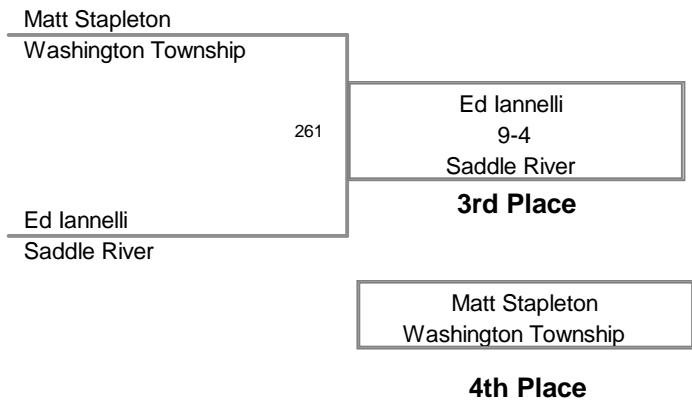 Matt Stapleton
Washington Township
261
Ed Iannelli
9-4
Saddle River
3rd Place
Ed Iannelli
Saddle River
Matt Stapleton
Washington Township
4th Place